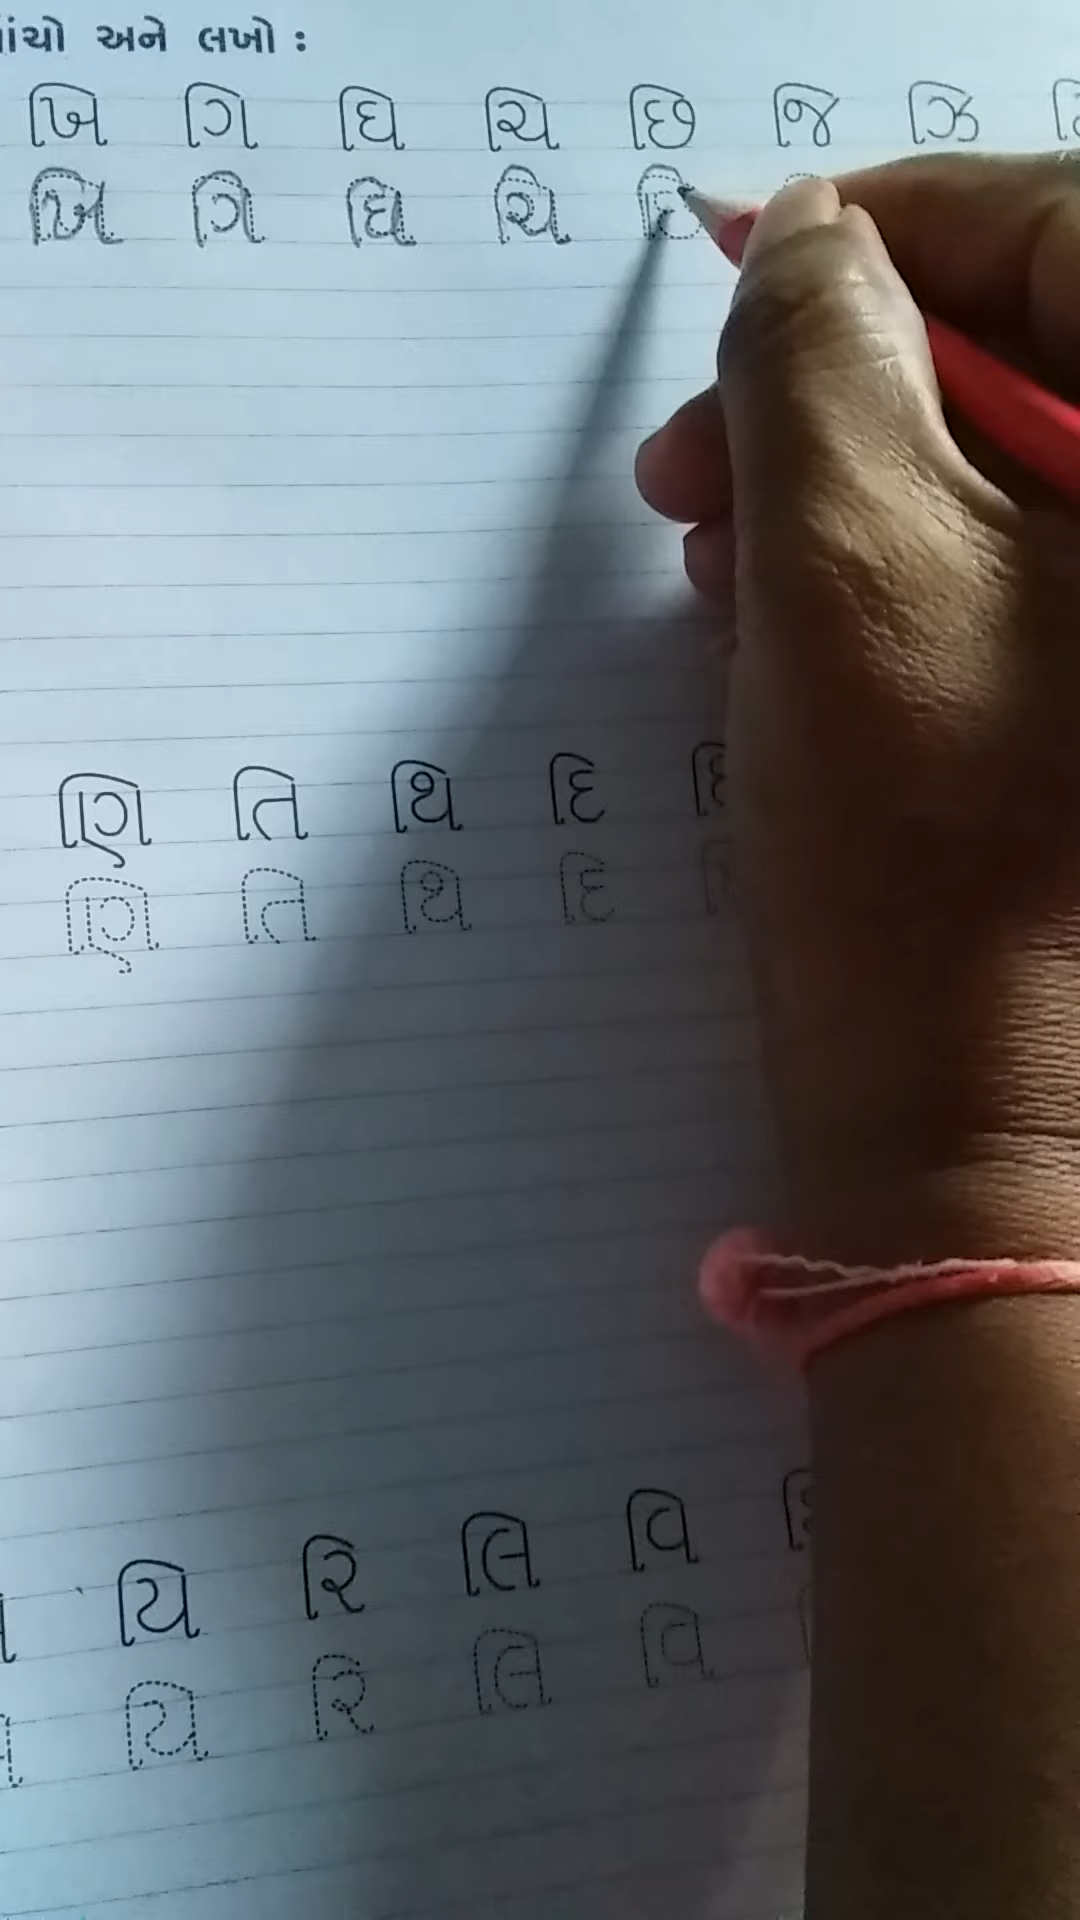 અને લખો :
ખિ ગિ ઘિ ચિ છિ જિ ઝિ
ખિ ગિ ઘિ ચિ
ણિ તિ થિ દિ
ણિ તિ થિ દિ
યિ રિ લિ વિ
યિ રિ લિ વિ